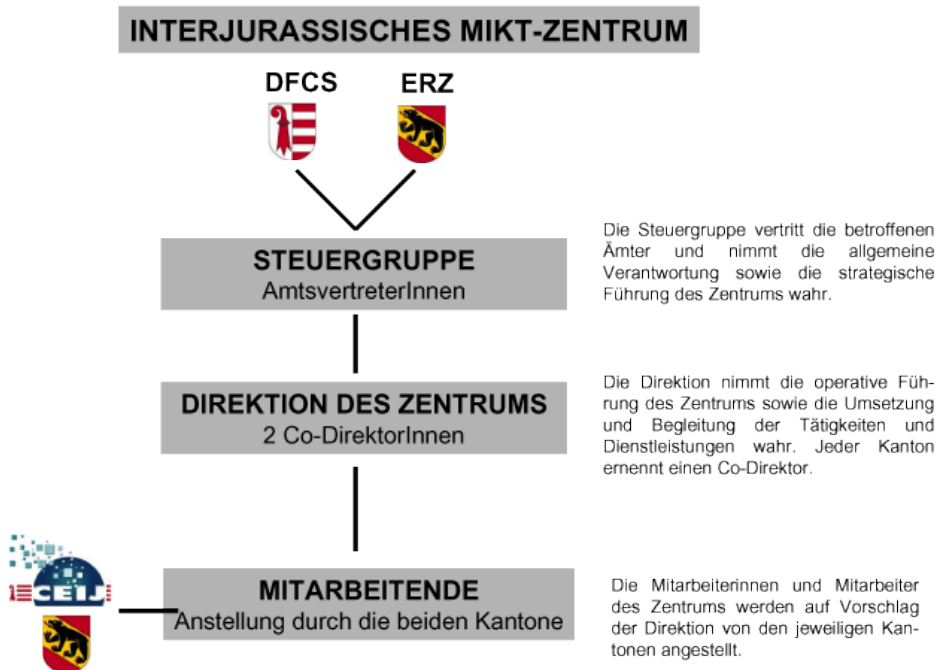 INTERJURASSISCHES MIKT-ZENTRUM
DFCS
ERZ
STEUERGRUPPE
AmtsvertreterInnen
Die Steuergruppe vertritt die betroffenen
Ämter und nimmt die allgemeine
Verantwortung sowie die strategische
Führung des Zentrums wahr.
DIREKTION DES ZENTRUMS
2 Co-DirektorInnen
Die Direktion nimmt die operative Füh-
rung des Zentrums sowie die Umsetzung
und Begleitung der Tätigkeiten und
Dienstleistungen wahr. Jeder Kanton
ernennt einen Co-Direktor.
CEIJ
MITARBEITENDE
Anstellung durch die beiden Kantone
Die Mitarbeiterinnen und Mitarbeiter
des Zentrums werden auf Vorschlag
der Direktion von den jeweiligen Kan-
tonen angestellt.